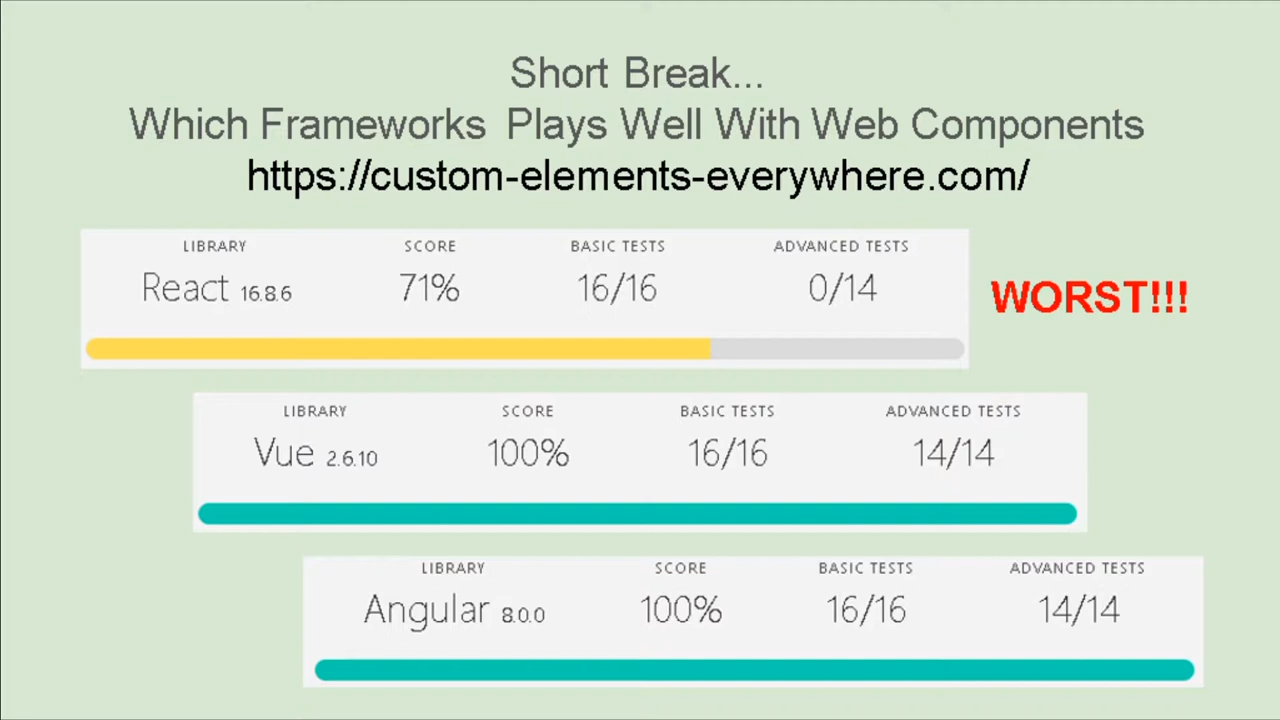 Short Break...
Which Frameworks Plays Well With Web Components
https://custom-elements-everywhere.com/
LIBRARY SCORE BASIC TESTS ADVANCED TESTS
React 16.8.6 71% 16/16 0/14
WORST!!!
LIBRARY SCORE BASIC TESTS ADVANCED TESTS
Vue 2.6.10 100% 16/16 14/14
LIBRARY SCORE BASIC TESTS ADVANCED TESTS
Angular 8.0.0 100% 16/16 14/14